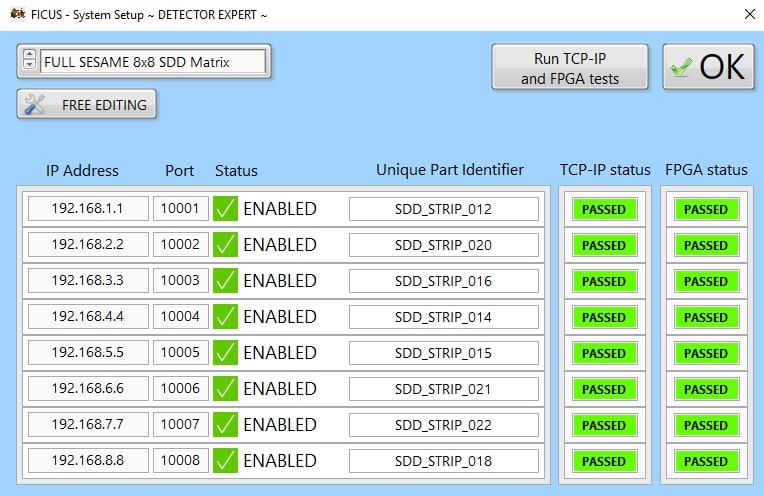 FICUS - System Setup ~ DETECTOR EXPERT ~
FULL SESAME 8x8 SDD Matrix
Run TCP-IP
and FPGA tests
OK
FREE EDITING
IP Address Port Status Unique Part Identifier TCP-IP status FPGA status
192.168.1.1 10001 ENABLED SDD_STRIP_012 PASSED PASSED
192.168.2.2 10002 ENABLED SDD_STRIP_020 PASSED PASSED
192.168.3.3 10003 ENABLED SDD_STRIP_016 PASSED PASSED
192.168.4.4 10004 ENABLED SDD_STRIP_014 PASSED PASSED
192.168.5.5 10005 ENABLED SDD_STRIP_015 PASSED PASSED
192.168.6.6 10006 ENABLED SDD_STRIP_021 PASSED PASSED
192.168.7.7 10007 ENABLED SDD_STRIP_022 PASSED PASSED
192.168.8.8 10008 ENABLED SDD_STRIP_018 PASSED PASSED